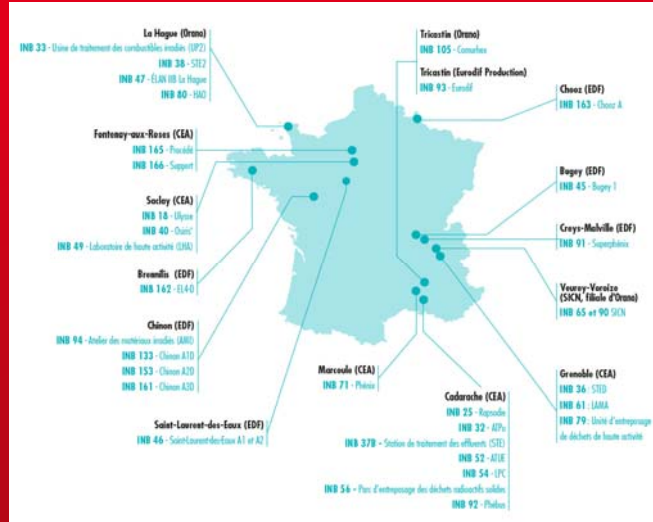 La Hague (Orano)
INB 33 - Usine de traitement des combustibles irradiés (UP2)
INB 38 - STE2
INB 47 - ÉLAN IIB La Hague
INB 80 - HAO
Fontenay-aux-Roses (CEA)
INB 165 - Procédé
INB 166 - Support
Saclay (CEA)
INB 18 - Ulysse
INB 40 - Osiris*
INB 49 - Laboratoire de haute activité (LHA)
Brennilis (EDF)
INB 162 - EL4-D
Chinon (EDF)
INB 94 - Atelier des matériaux irradiés (AMI)
INB 133 - Chinon A1D
INB 153 - Chinon A2D
INB 161 - Chinon A3D
Saint-Laurent-des-Eaux (EDF)
INB 46 - Saint-Laurent-des-Eaux A1 et A2
Tricastin (Orano)
INB 105 - Comurhex
Tricastin (Eurodif Production)
INB 93 - Eurodif
Chooz (EDF)
INB 163 - Chooz A
Bugey (EDF)
INB 45 - Bugey 1
Creys-Malville (EDF)
INB 91 - Superphénix
Veurey-Voroize
(SICN, filiale d'Orano)
INB 65 et 90 SICN
Grenoble (CEA)
INB 36 : STED
INB 61 : LAMA
INB 79 : Unité d'entreposage
de déchets de haute activité
Marcoule (CEA)
INB 71 - Phénix
Cadarache (CEA)
INB 25 - Rapsodie
INB 32 - ATPu
INB 37B - Station de traitement des effluents (STE)
INB 52 - ATUE
INB 54 - LPC
INB 56 - Parc d'entreposage des déchets radioactifs solides
INB 92 - Phébus